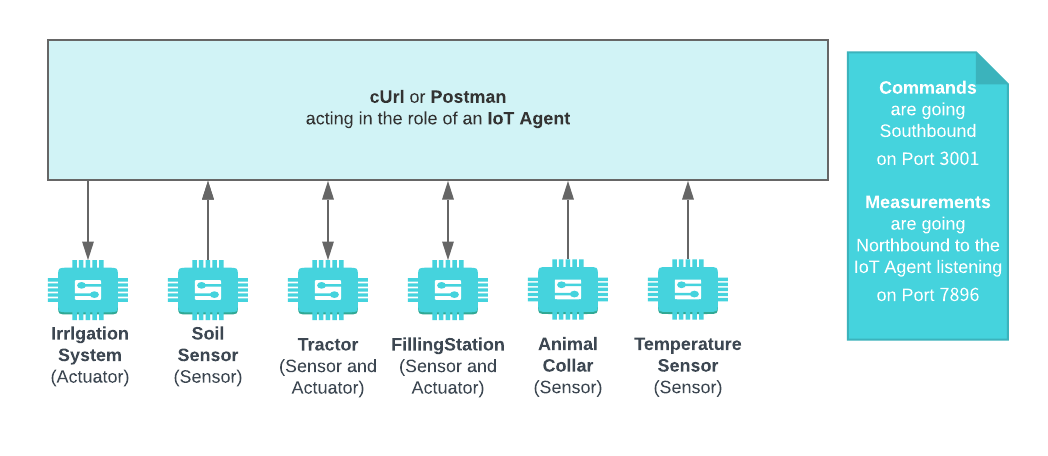 cUrl or Postman
acting in the role of an IoT Agent
Commands
are going
Southbound
on Port 3001
Measurements
are going
Northbound to the
IoT Agent listening
on Port 7896
IrrIgation
System
(Actuator)
Soil
Sensor
(Sensor)
Tractor
(Sensor and
Actuator)
FillingStation
(Sensor and
Actuator)
Animal
Collar
(Sensor)
Temperature
Sensor
(Sensor)